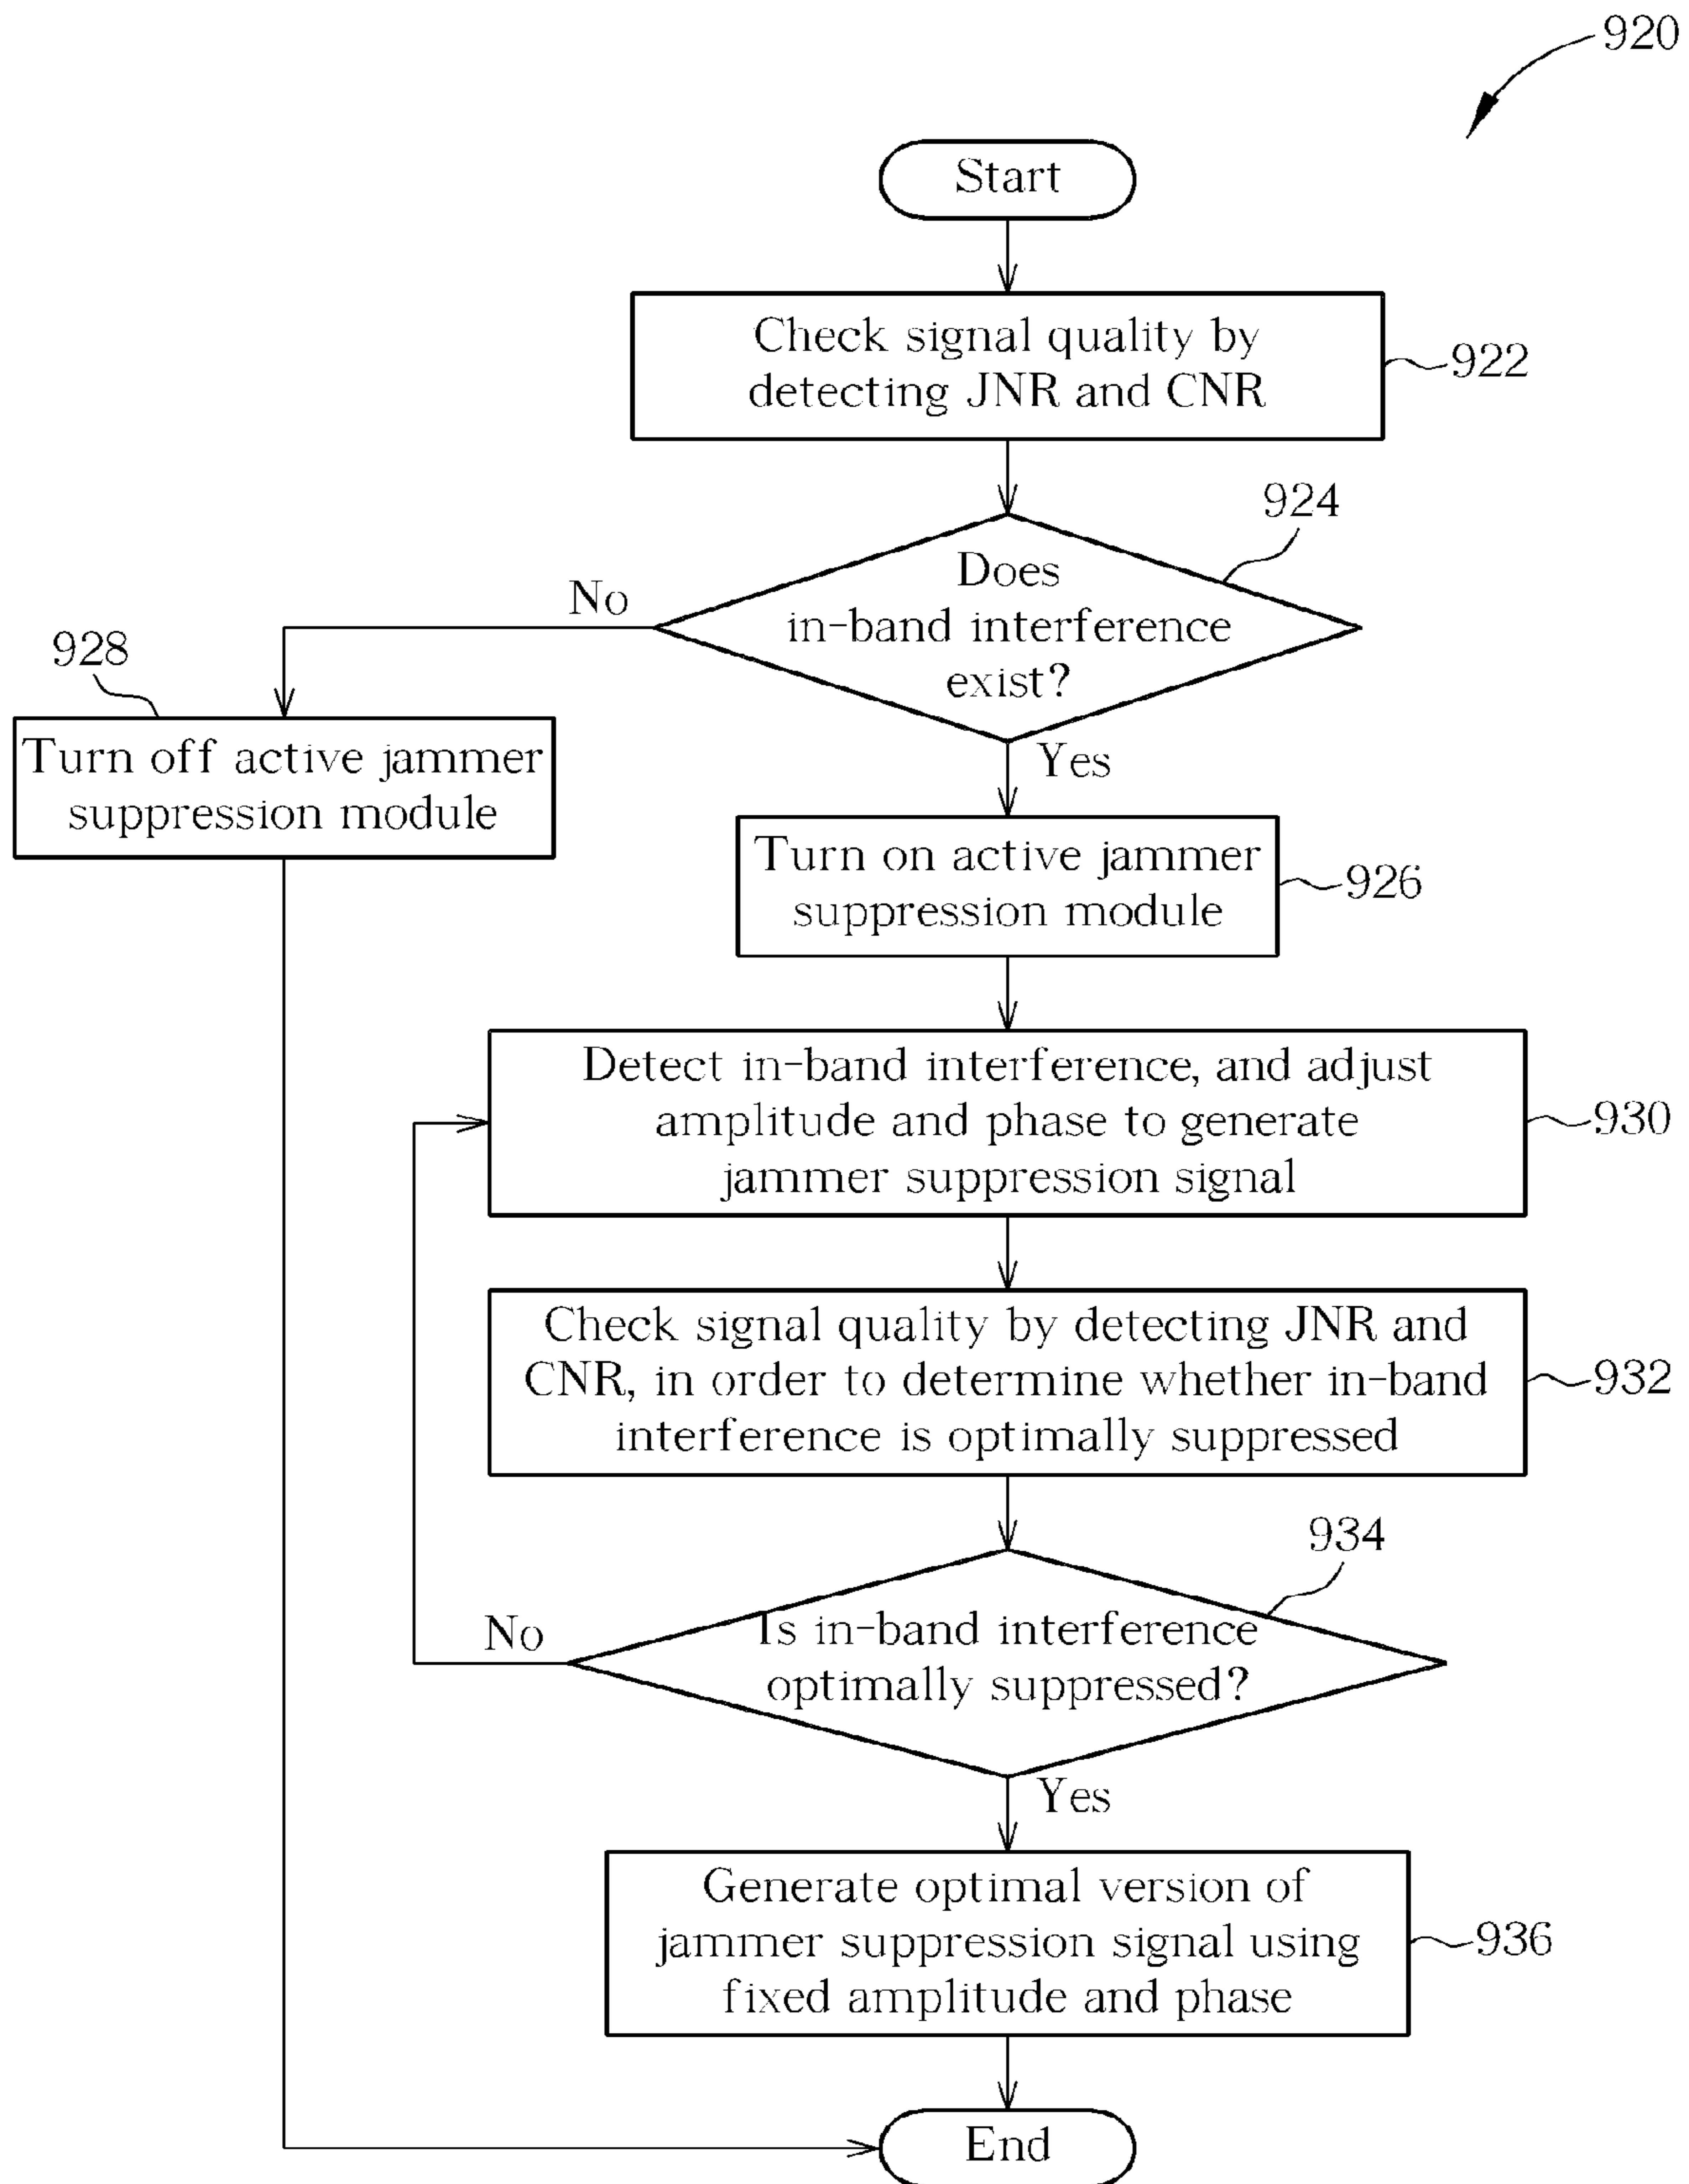 920
Start
Check signal quality by
detecting JNR and CNR
922
924
Does
in-band interference
exist?
No
Yes
928
Turn off active jammer
suppression module
Turn on active jammer
suppression module
926
Detect in-band interference, and adjust
amplitude and phase to generate
jammer suppression signal
930
Check signal quality by detecting JNR and
CNR, in order to determine whether in-band
interference is optimally suppressed
932
934
Is in-band interference
optimally suppressed?
No
Yes
Generate optimal version of
jammer suppression signal using
fixed amplitude and phase
936
End